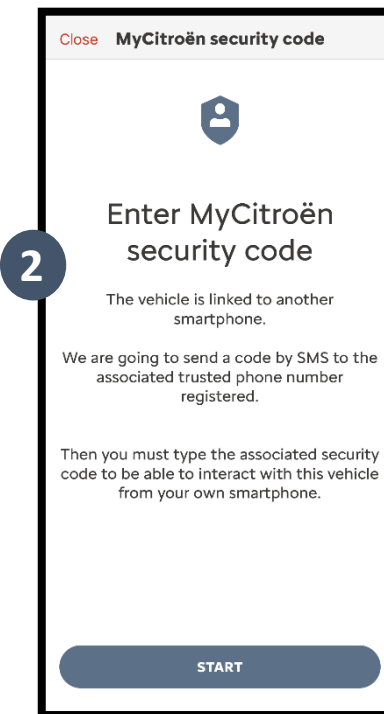 Close MyCitroën security code
Enter MyCitroën
security code
2
The vehicle is linked to another
smartphone.
We are going to send a code by SMS to the
associated trusted phone number
registered.
Then you must type the associated security
code to be able to interact with this vehicle
from your own smartphone.
START